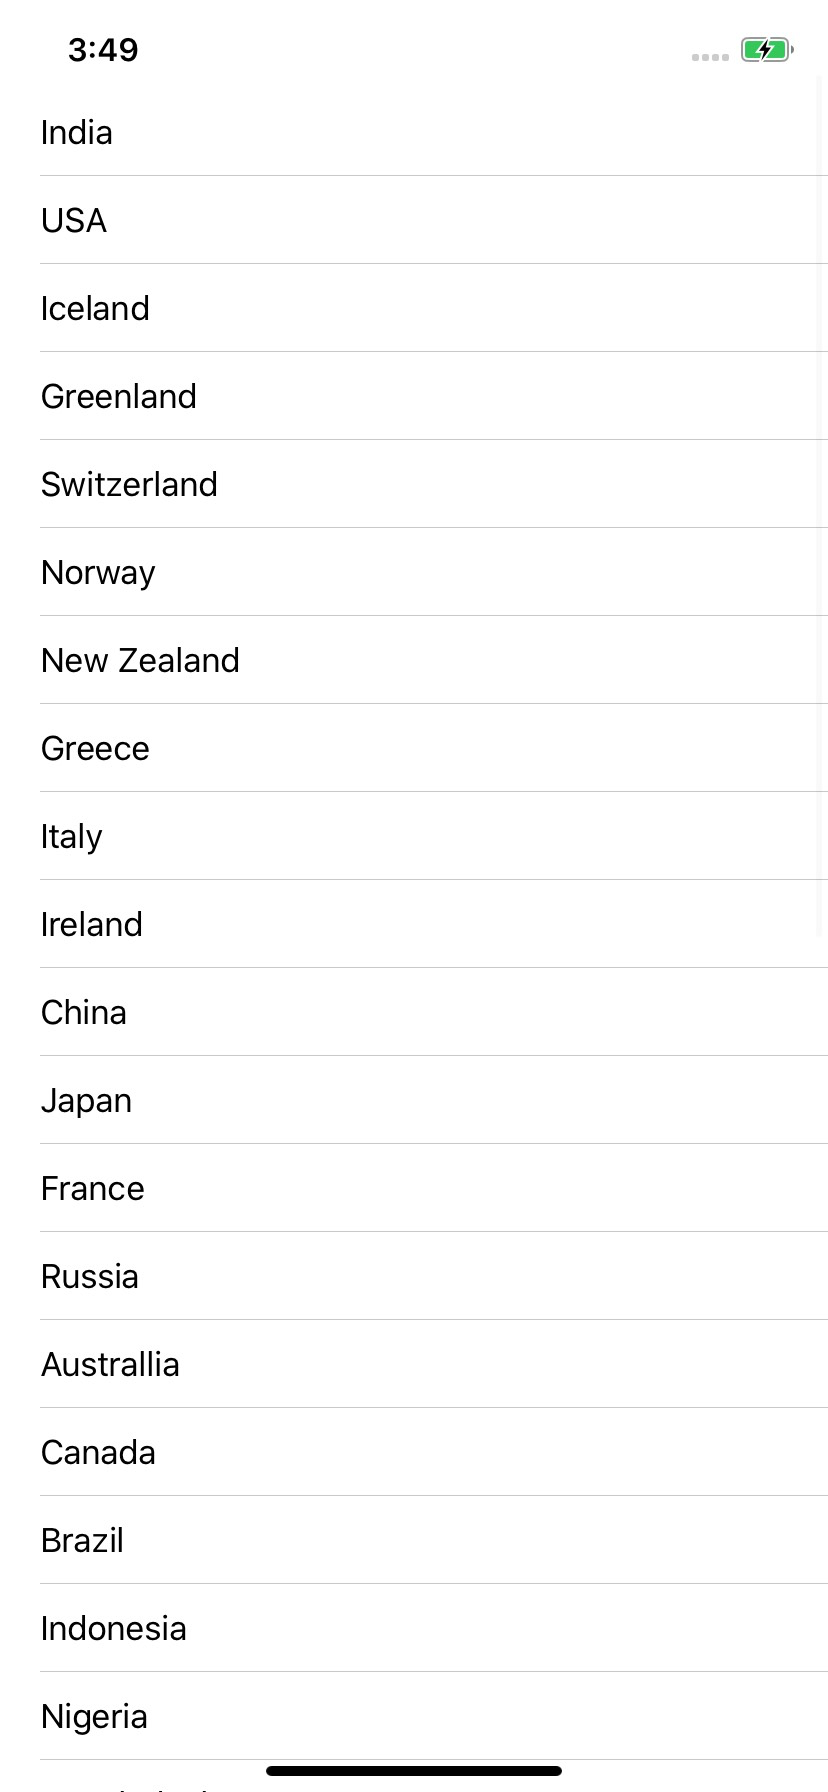 3:49
India
USA
Iceland
Greenland
Switzerland
Norway
New Zealand
Greece
Italy
Ireland
China
Japan
France
Russia
Australlia
Canada
Brazil
Indonesia
Nigeria